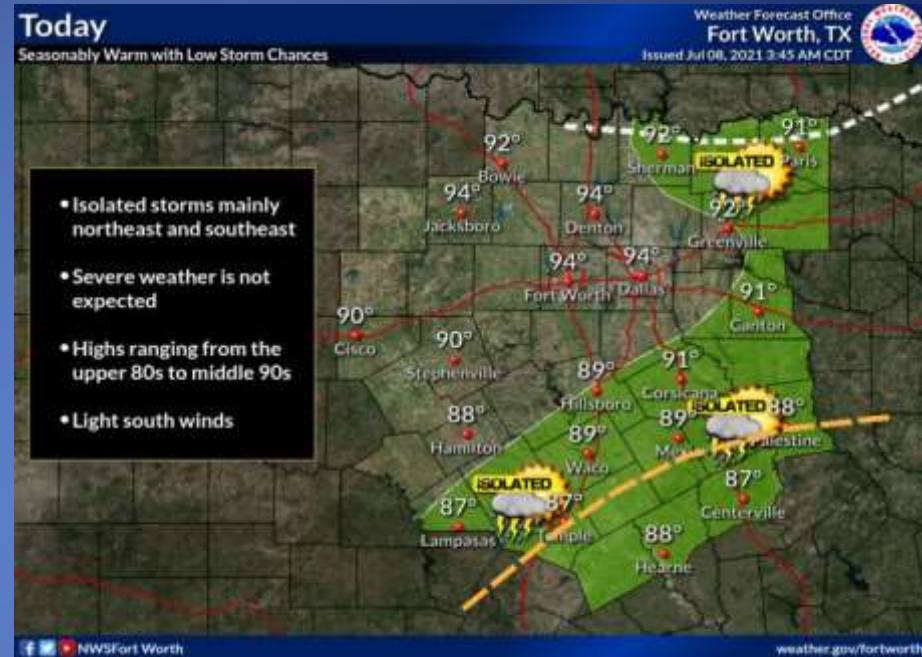 Today
Seasonably Warm with Low Storm Chances
Weather Forecast Office
Fort Worth, TX
Issued Jul 08, 2021 3:45 AM CDT
• Isolated storms mainly
northeast and southeast
• Severe weather is not
expected
• Highs ranging from the
upper 80s to middle 90s
• Light south winds
92°
Bowie
92°
Sherman
91°
Paris
ISOLATED
94°
Jacksboro
94°
Denton
92°
Greenville
94°
Fort Worth
94°
Dallas
91°
Canton
90°
Cisco
90°
Stephenville
89°
Hillsboro
91°
Corsicana
88°
Hamilton
89°
Waco
89°
ISOLATED
88°
Palestine
ISOLATED
87°
Lampasas
87°
Temple
87°
Centerville
88°
Hearne
NWSFort Worth
weather.gov/fortworth